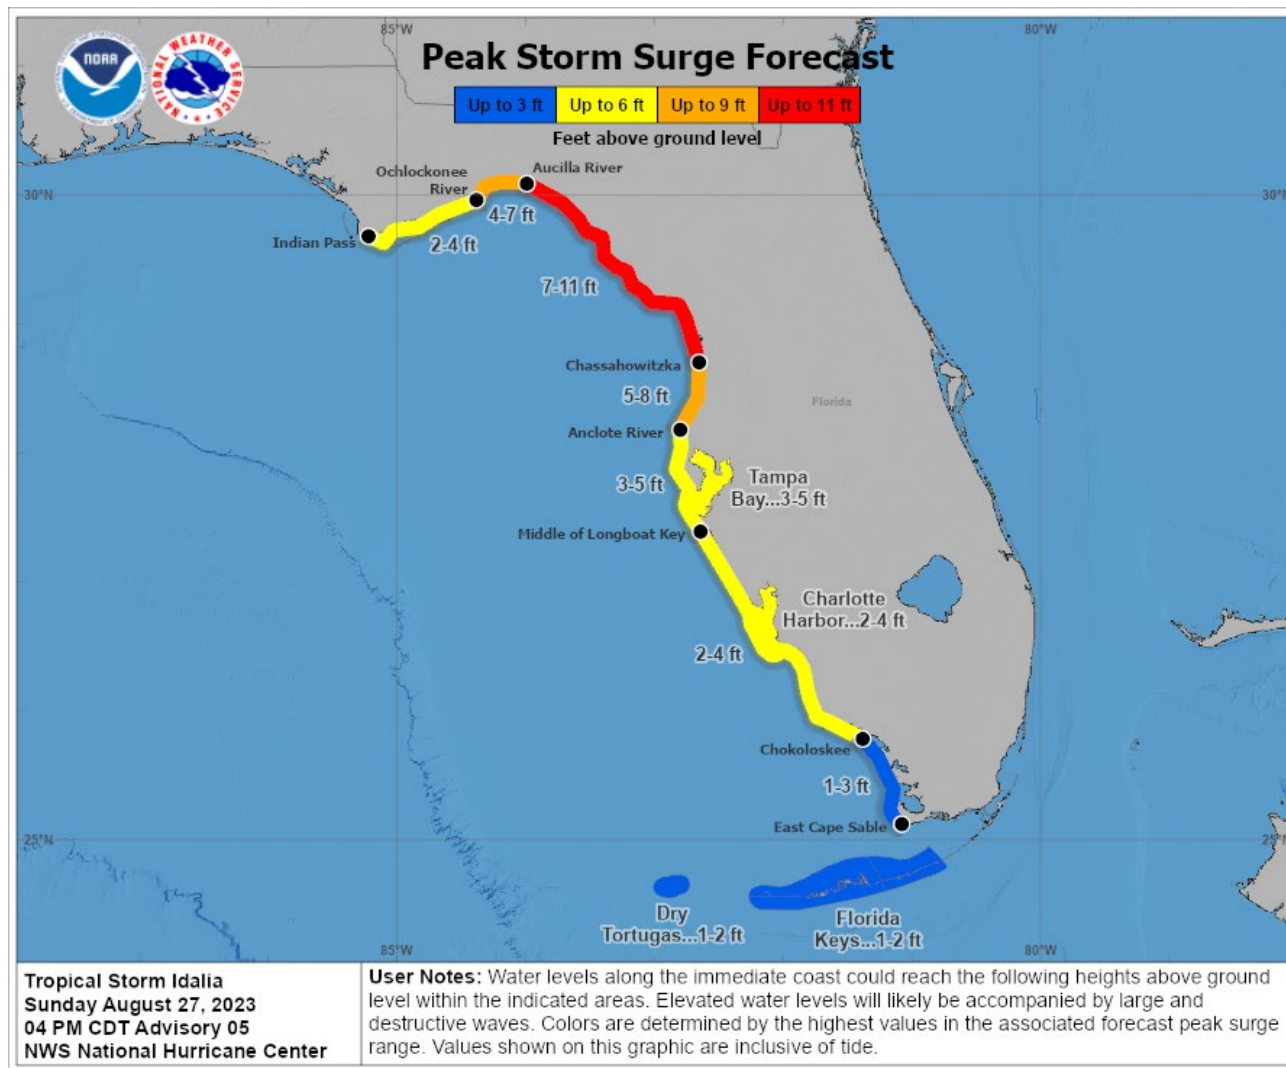 85°W
80°W
NOAA
NATIONAL WEATHER SERVICE
Peak Storm Surge Forecast
Up to 3 ft
Up to 6 ft
Up to 9 ft
Up to 11 ft
Feet above ground level
Ochlockonee
River
Aucilla River
30°N
30°N
4-7 ft
Indian Pass
2-4 ft
7-11 ft
Chassahowitzka
5-8 ft
Florida
Anclote River
3-5 ft
Tampa
Bay...3-5 ft
Middle of Longboat Key
Charlotte
Harbor...2-4 ft
2-4 ft
Chokoloskee
1-3 ft
East Cape Sable
25°N
25°N
Dry
Tortugas...1-2 ft
Florida
Keys...1-2 ft
85°W
80°W
Tropical Storm Idalia
Sunday August 27, 2023
04 PM CDT Advisory 05
NWS National Hurricane Center
User Notes: Water levels along the immediate coast could reach the following heights above ground
level within the indicated areas. Elevated water levels will likely be accompanied by large and
destructive waves. Colors are determined by the highest values in the associated forecast peak surge
range. Values shown on this graphic are inclusive of tide.